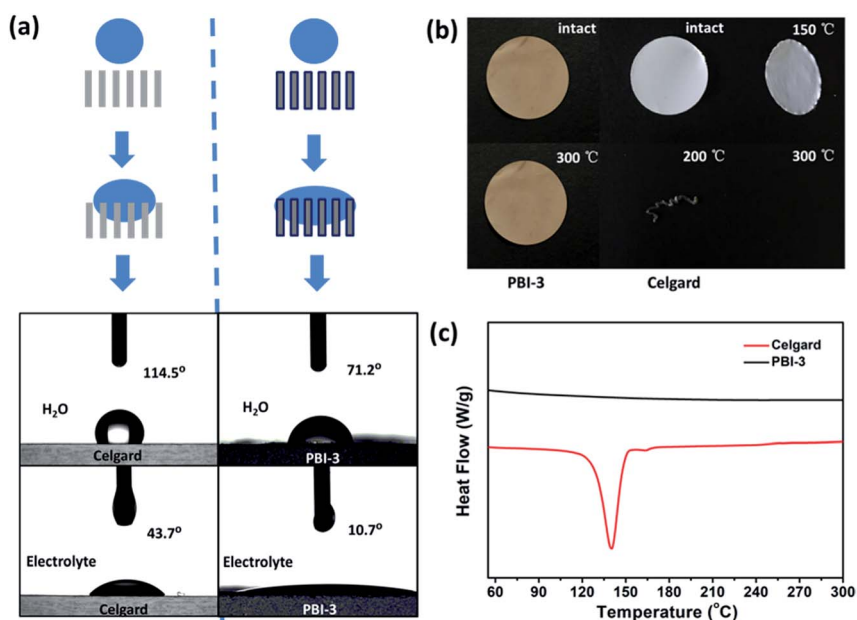 (a)
114.5°
H₂O
Celgard
71.2°
H₂O
PBI-3
43.7°
Electrolyte
Celgard
10.7°
Electrolyte
PBI-3
(b)
intact
intact
150 ℃
300 ℃
200 ℃
300 ℃
PBI-3
Celgard
(c)
Celgard
PBI-3
Heat Flow (W/g)
60 90 120 150 180 210 240 270 300
Temperature (°C)